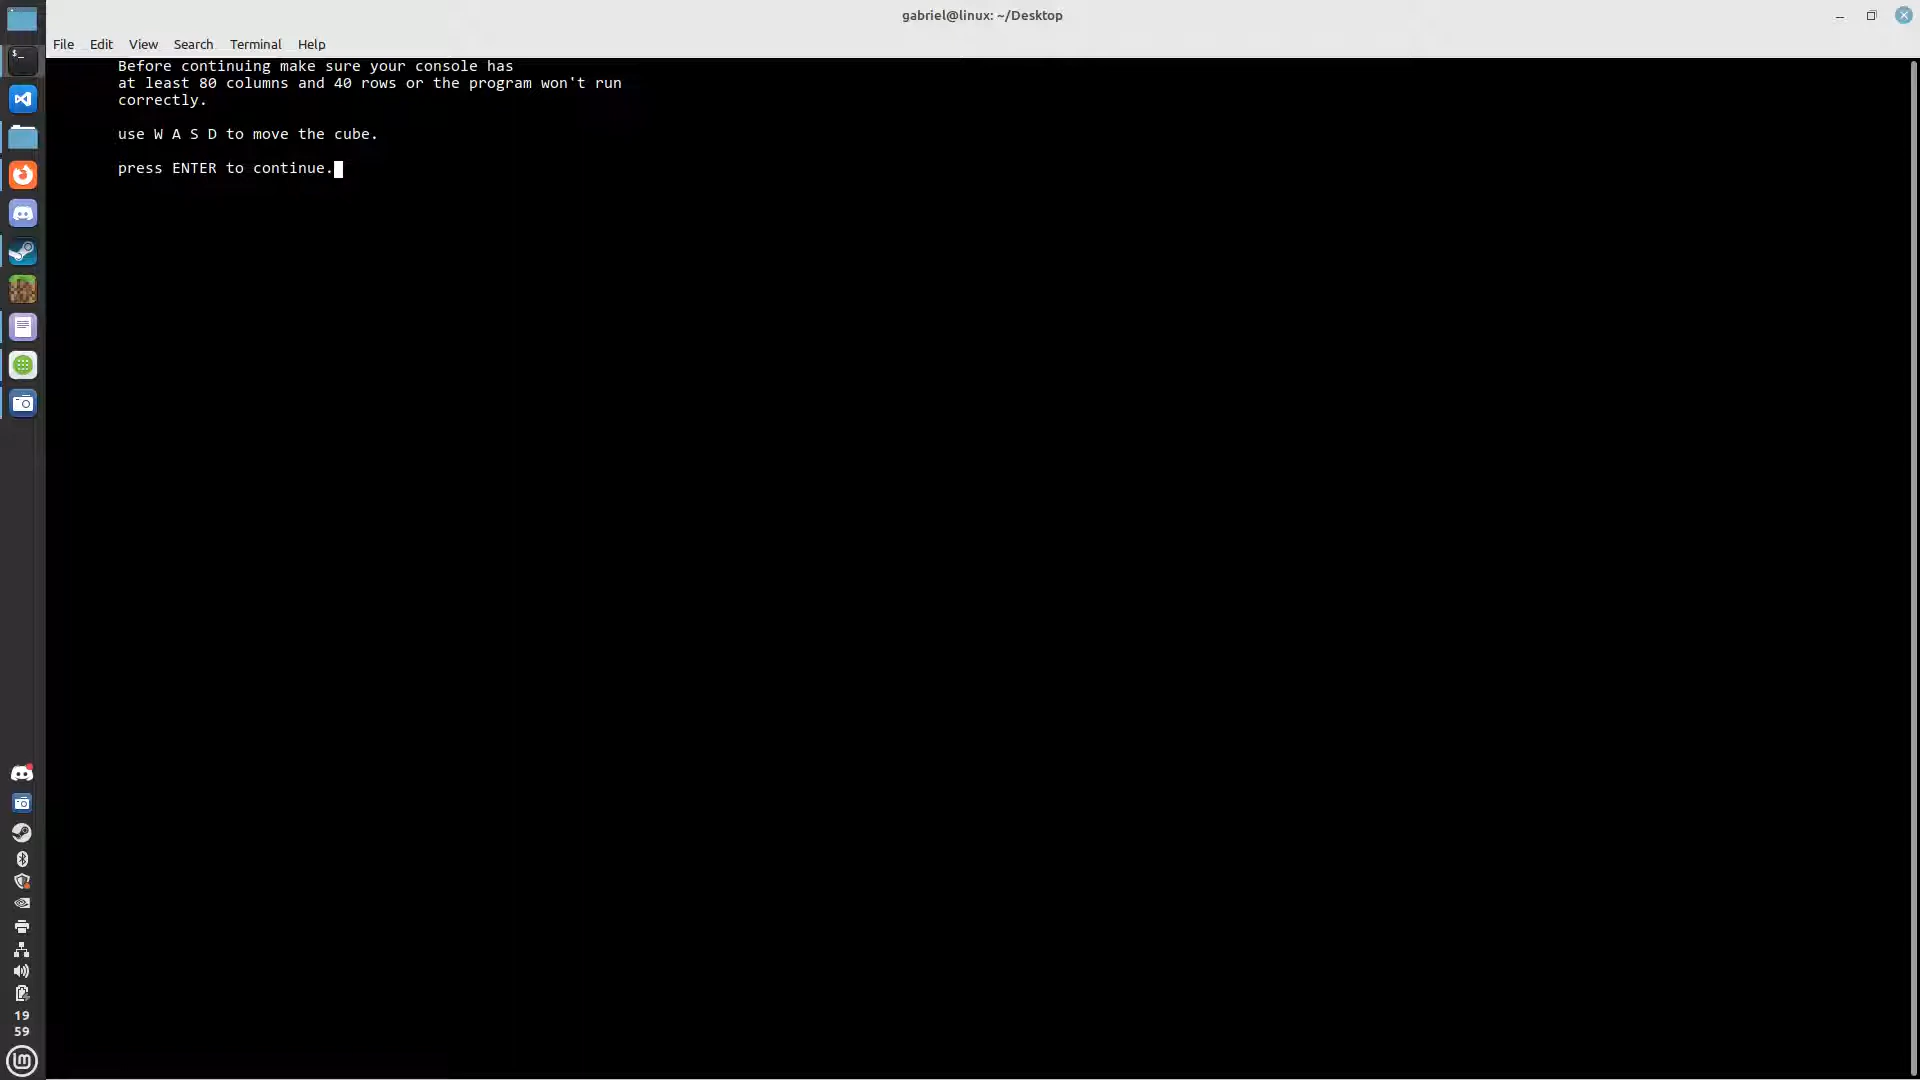 gabriel@linux: ~/Desktop
File Edit View Search Terminal Help
Before continuing make sure your console has
at least 80 columns and 40 rows or the program won't run
correctly.
use W A S D to move the cube.
press ENTER to continue.
19
59